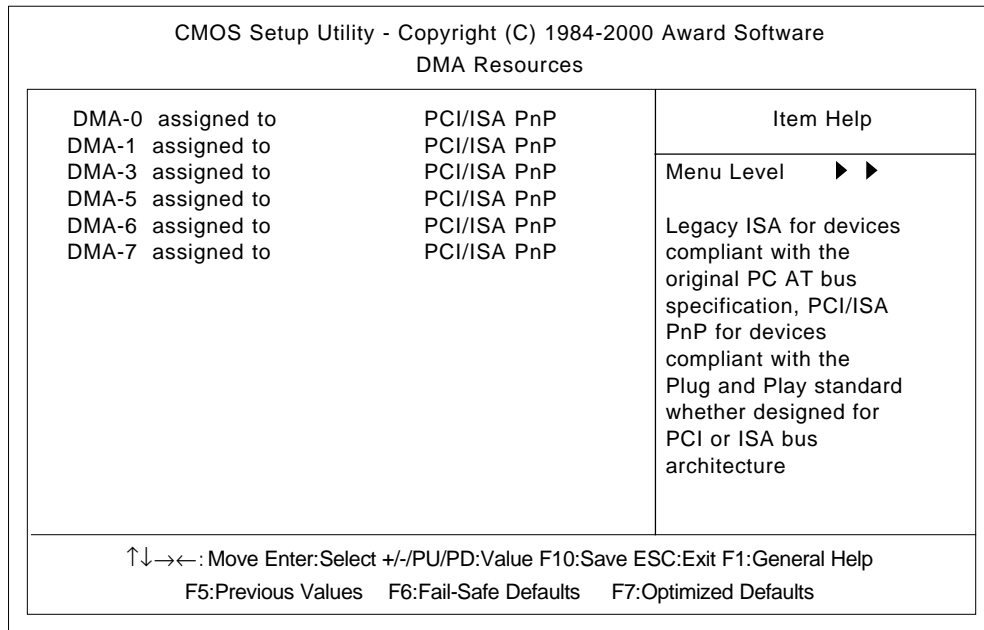 CMOS Setup Utility - Copyright (C) 1984-2000 Award Software
DMA Resources
DMA-0 assigned to PCI/ISA PnP
DMA-1 assigned to PCI/ISA PnP
DMA-3 assigned to PCI/ISA PnP
DMA-5 assigned to PCI/ISA PnP
DMA-6 assigned to PCI/ISA PnP
DMA-7 assigned to PCI/ISA PnP
Item Help
Menu Level ▶ ▶
Legacy ISA for devices
compliant with the
original PC AT bus
specification, PCI/ISA
PnP for devices
compliant with the
Plug and Play standard
whether designed for
PCI or ISA bus
architecture
↑↓→←: Move Enter:Select +/-/PU/PD:Value F10:Save ESC:Exit F1:General Help
F5:Previous Values F6:Fail-Safe Defaults F7:Optimized Defaults